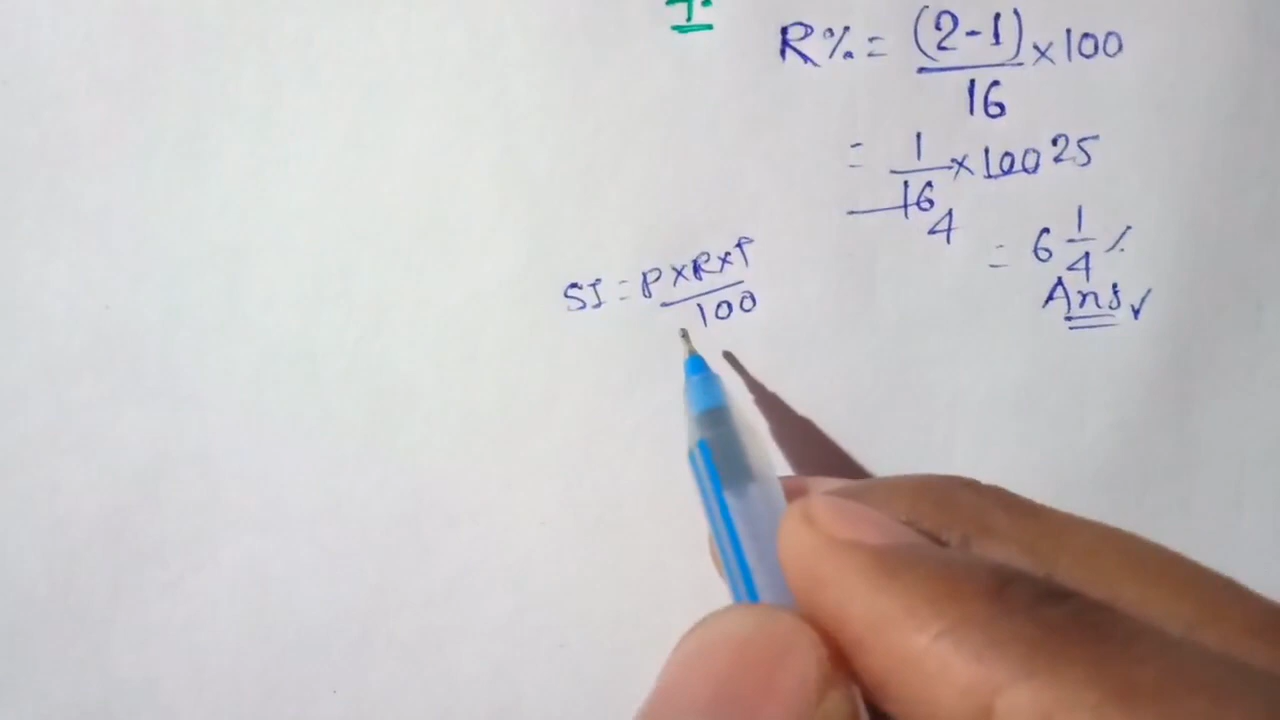 R% = (2-1)/16 × 100
= 1/16 × 100 25
4
= 6 1/4 %
Ans ✓
SI = P×R×T/100